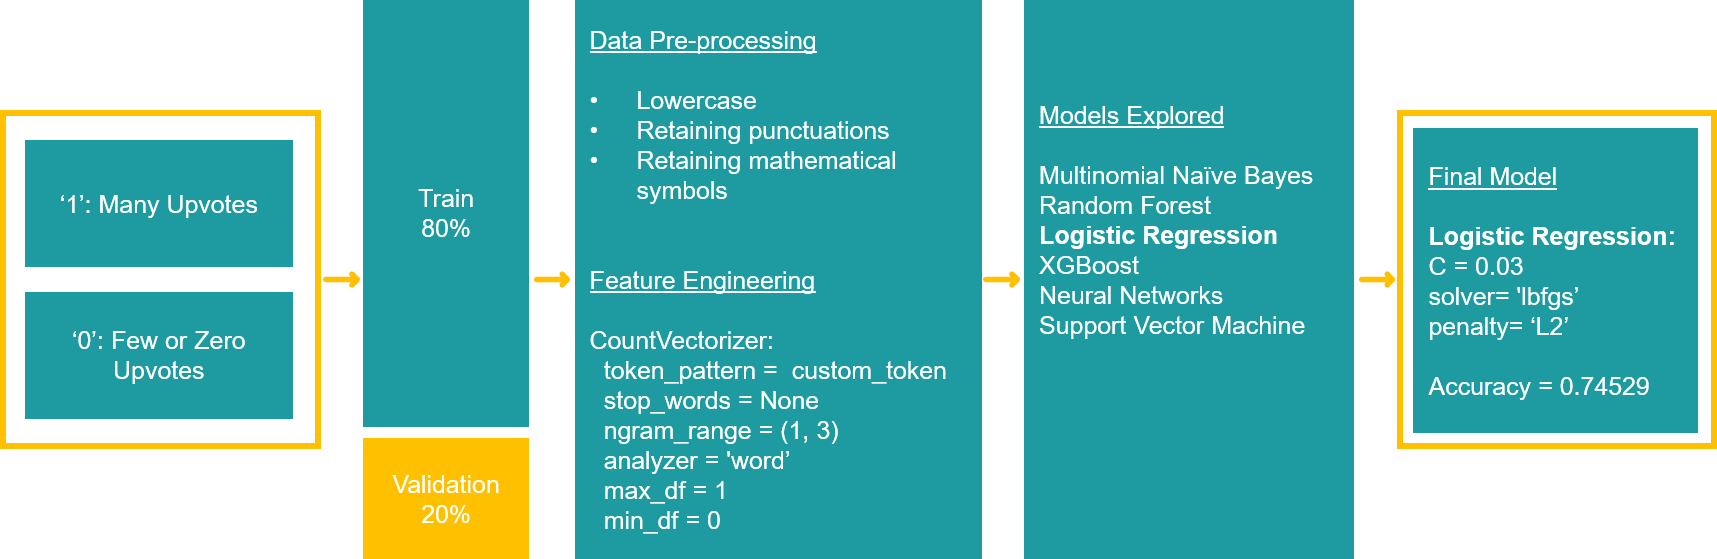 ‘1’: Many Upvotes
‘0’: Few or Zero
Upvotes
Train
80%
Validation
20%
Data Pre-processing
• Lowercase
• Retaining punctuations
• Retaining mathematical
symbols
Feature Engineering
CountVectorizer:
token_pattern = custom_token
stop_words = None
ngram_range = (1, 3)
analyzer = 'word’
max_df = 1
min_df = 0
Models Explored
Multinomial Naïve Bayes
Random Forest
Logistic Regression
XGBoost
Neural Networks
Support Vector Machine
Final Model
Logistic Regression:
C = 0.03
solver= 'lbfgs’
penalty= ‘L2’
Accuracy = 0.74529